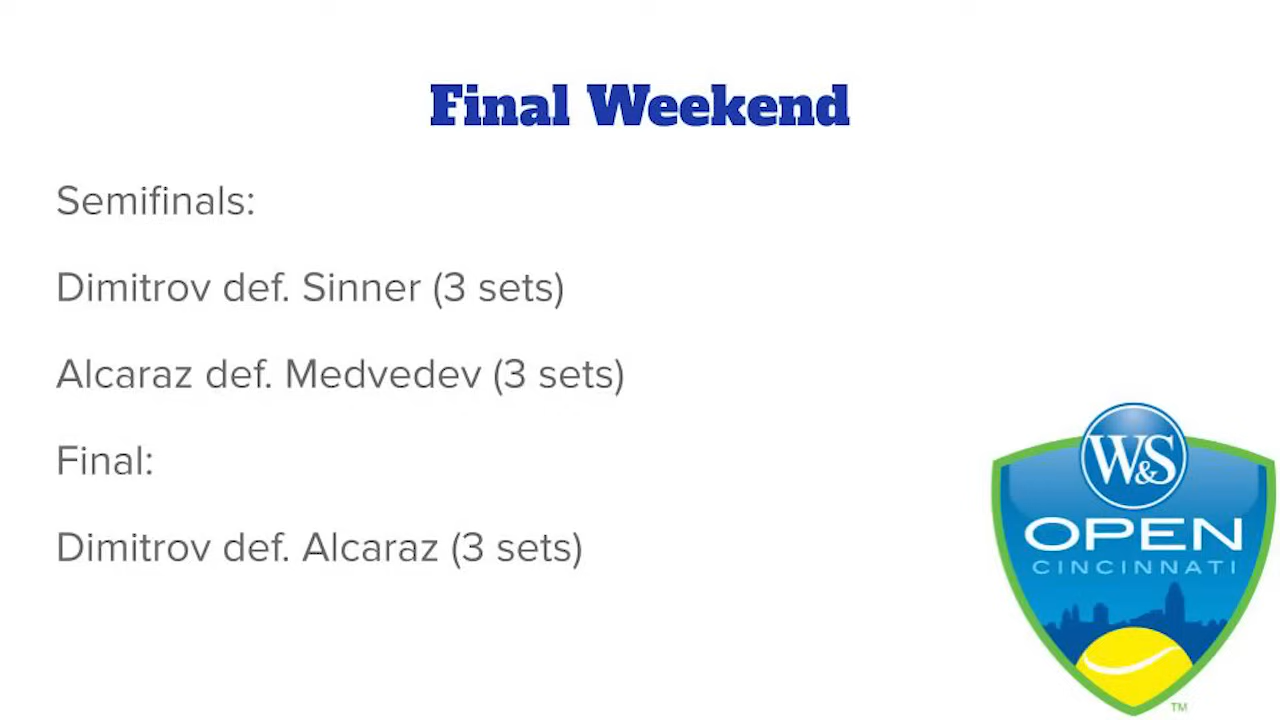 Final Weekend
Semifinals:
Dimitrov def. Sinner (3 sets)
Alcaraz def. Medvedev (3 sets)
Final:
Dimitrov def. Alcaraz (3 sets)
W&S
OPEN
CINCINNATI
TM